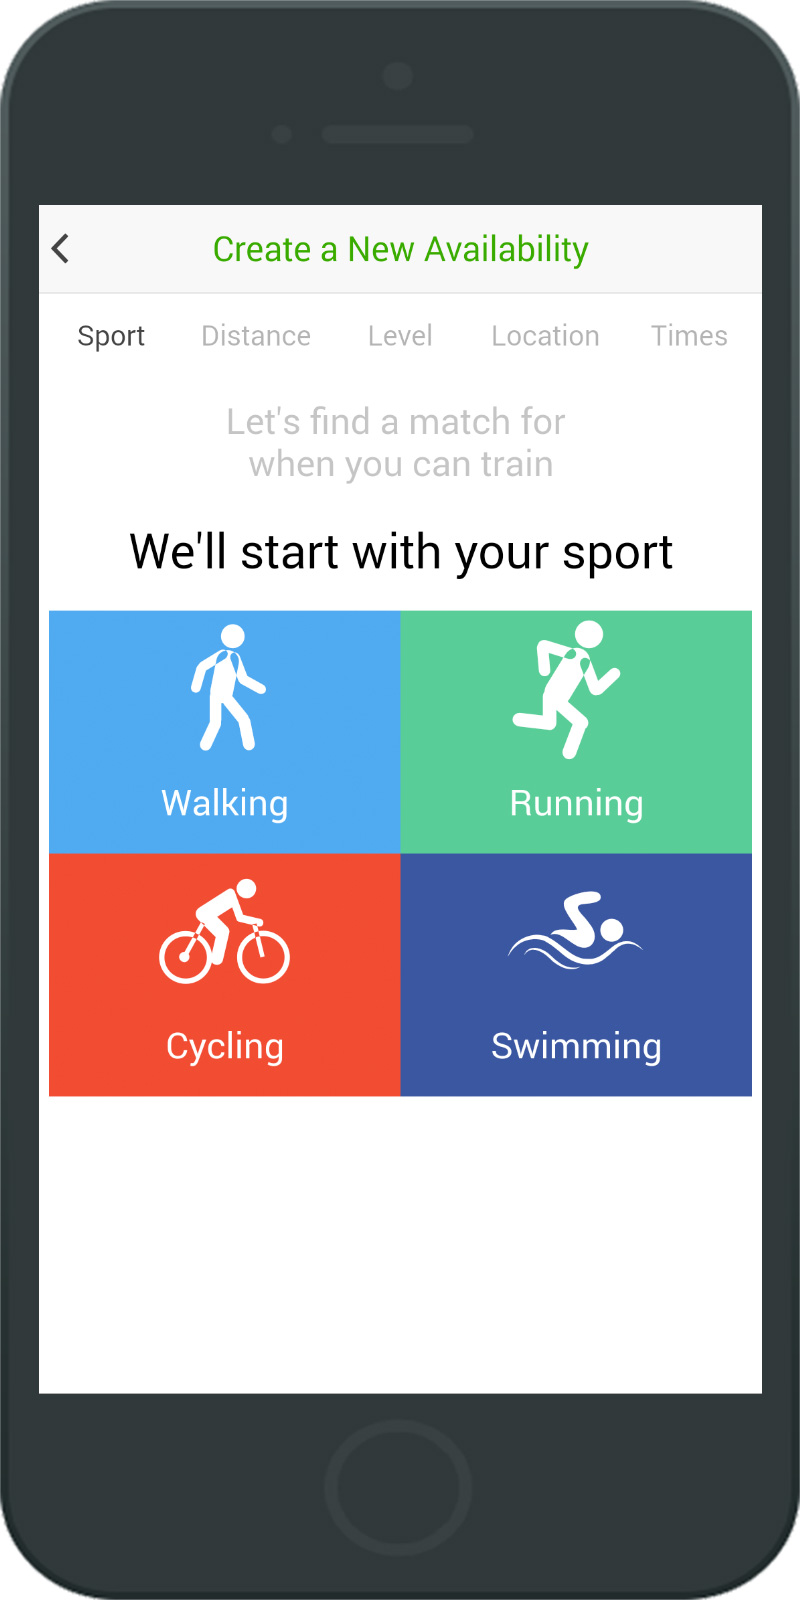 Create a New Availability
Sport Distance Level Location Times
Let's find a match for
when you can train
We'll start with your sport
Walking Running
Cycling Swimming